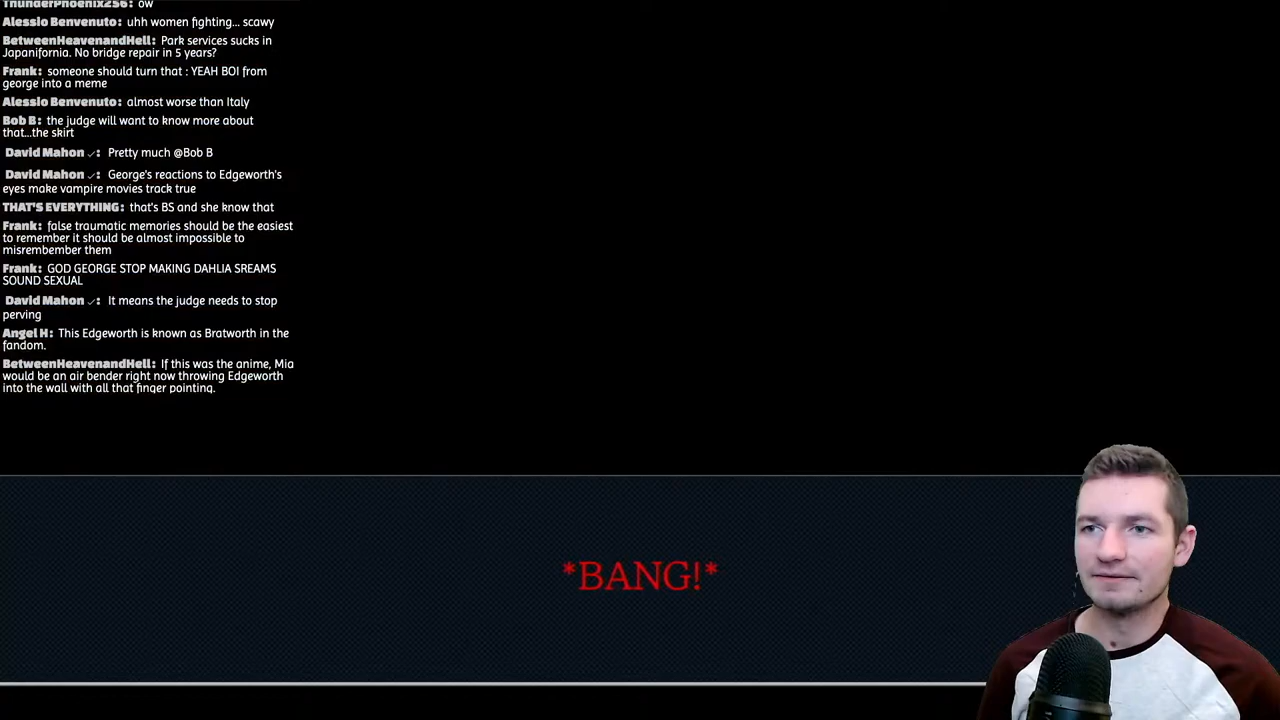 ThunderPhoenix256: ow
Alessio Benvenuto: uhh women fighting... scawy
BetweenHeavenandHell: Park services sucks in
Japanifornia. No bridge repair in 5 years?
Frank: someone should turn that : YEAH BOI from
george into a meme
Alessio Benvenuto: almost worse than Italy
Bob B: the judge will want to know more about
that...the skirt
David Mahon ✓: Pretty much @Bob B
David Mahon ✓: George's reactions to Edgeworth's
eyes make vampire movies track true
THAT'S EVERYTHING: that's BS and she know that
Frank: false traumatic memories should be the easiest
to remember it should be almost impossible to
misremember them
Frank: GOD GEORGE STOP MAKING DAHLIA SREAMS
SOUND SEXUAL
David Mahon ✓: It means the judge needs to stop
perving
Angel H: This Edgeworth is known as Bratworth in the
fandom.
BetweenHeavenandHell: If this was the anime, Mia
would be an air bender right now throwing Edgeworth
into the wall with all that finger pointing.
*BANG!*